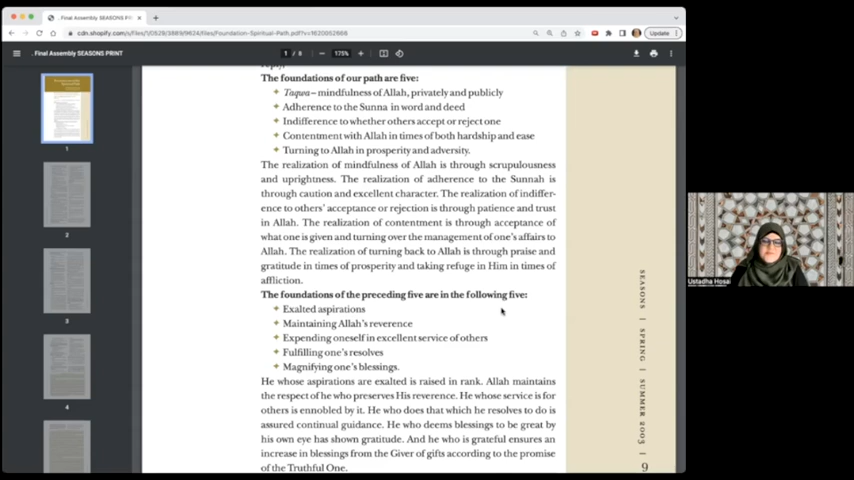 . Final Assembly SEASONS PRINT
cdn.shopify.com/s/files/1/0529/3889/9624/files/Foundation-Spiritual-Path.pdf?v=1620052668
Update
. Final Assembly SEASONS PRINT
1 / 8
175%
The foundations of our path are five:
Taqwa– mindfulness of Allah, privately and publicly
Adherence to the Sunna in word and deed
Indifference to whether others accept or reject one
Contentment with Allah in times of both hardship and ease
Turning to Allah in prosperity and adversity.
The realization of mindfulness of Allah is through scrupulousness
and uprightness. The realization of adherence to the Sunnah is
through caution and excellent character. The realization of indiffer-
ence to others' acceptance or rejection is through patience and trust
in Allah. The realization of contentment is through acceptance of
what one is given and turning over the management of one's affairs to
Allah. The realization of turning back to Allah is through praise and
gratitude in times of prosperity and taking refuge in Him in times of
affliction.
The foundations of the preceding five are in the following five:
Exalted aspirations
Maintaining Allah's reverence
Expending oneself in excellent service of others
Fulfilling one's resolves
Magnifying one's blessings.
He whose aspirations are exalted is raised in rank. Allah maintains
the respect of he who preserves His reverence. He whose service is for
others is ennobled by it. He who does that which he resolves to do is
assured continual guidance. He who deems blessings to be great by
his own eye has shown gratitude. And he who is grateful ensures an
increase in blessings from the Giver of gifts according to the promise
of the Truthful One.
SEASONS | SPRING | SUMMER 2003
9
1
2
3
4
Ustadha Hosai